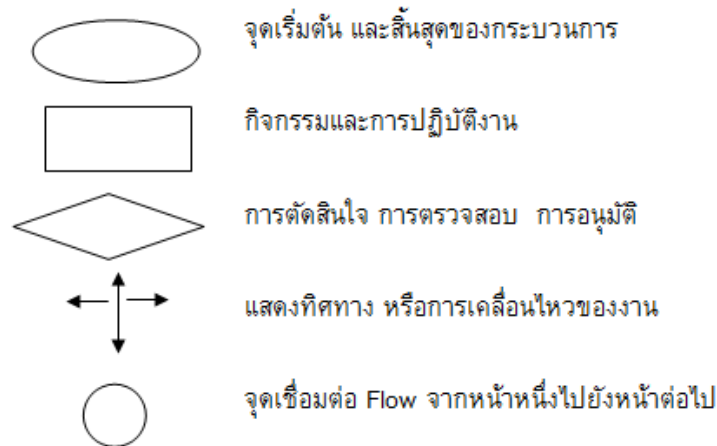 จุดเริ่มต้น และสิ้นสุดของกระบวนการ
กิจกรรมและการปฏิบัติงาน
การตัดสินใจ การตรวจสอบ การอนุมัติ
แสดงทิศทาง หรือการเคลื่อนไหวของงาน
จุดเชื่อมต่อ Flow จากหน้าหนึ่งไปยังหน้าต่อไป